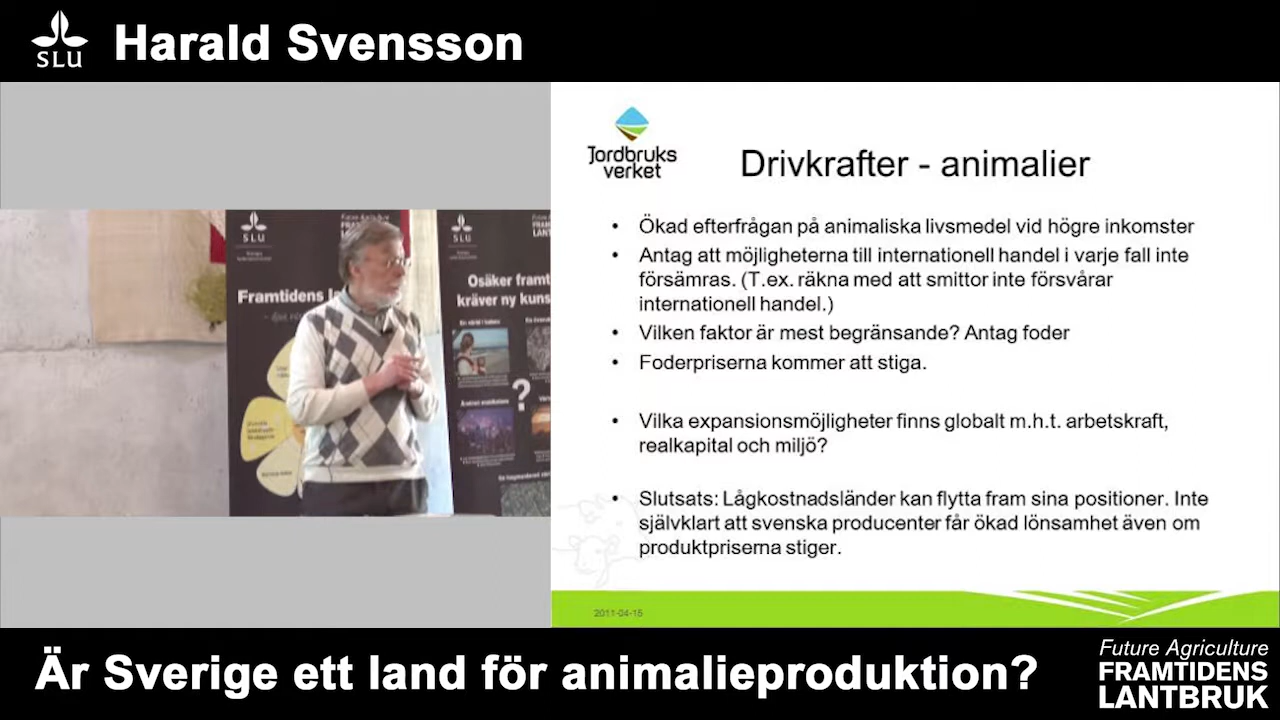 SLU
Harald Svensson
Jordbruks
verket
Drivkrafter - animalier
• Ökad efterfrågan på animaliska livsmedel vid högre inkomster
• Antag att möjligheterna till internationell handel i varje fall inte
försämras. (T.ex. räkna med att smittor inte försvårar
internationell handel.)
• Vilken faktor är mest begränsande? Antag foder
• Foderpriserna kommer att stiga.
• Vilka expansionsmöjligheter finns globalt m.h.t. arbetskraft,
realkapital och miljö?
• Slutsats: Lågkostnadsländer kan flytta fram sina positioner. Inte
självklart att svenska producenter får ökad lönsamhet även om
produktpriserna stiger.
2011-04-15
SLU
SLU
Framtidens
Osäker framt
kräver ny kuns
?
Är Sverige ett land för animalieproduktion?
Future Agriculture
FRAMTIDENS
LANTBRUK